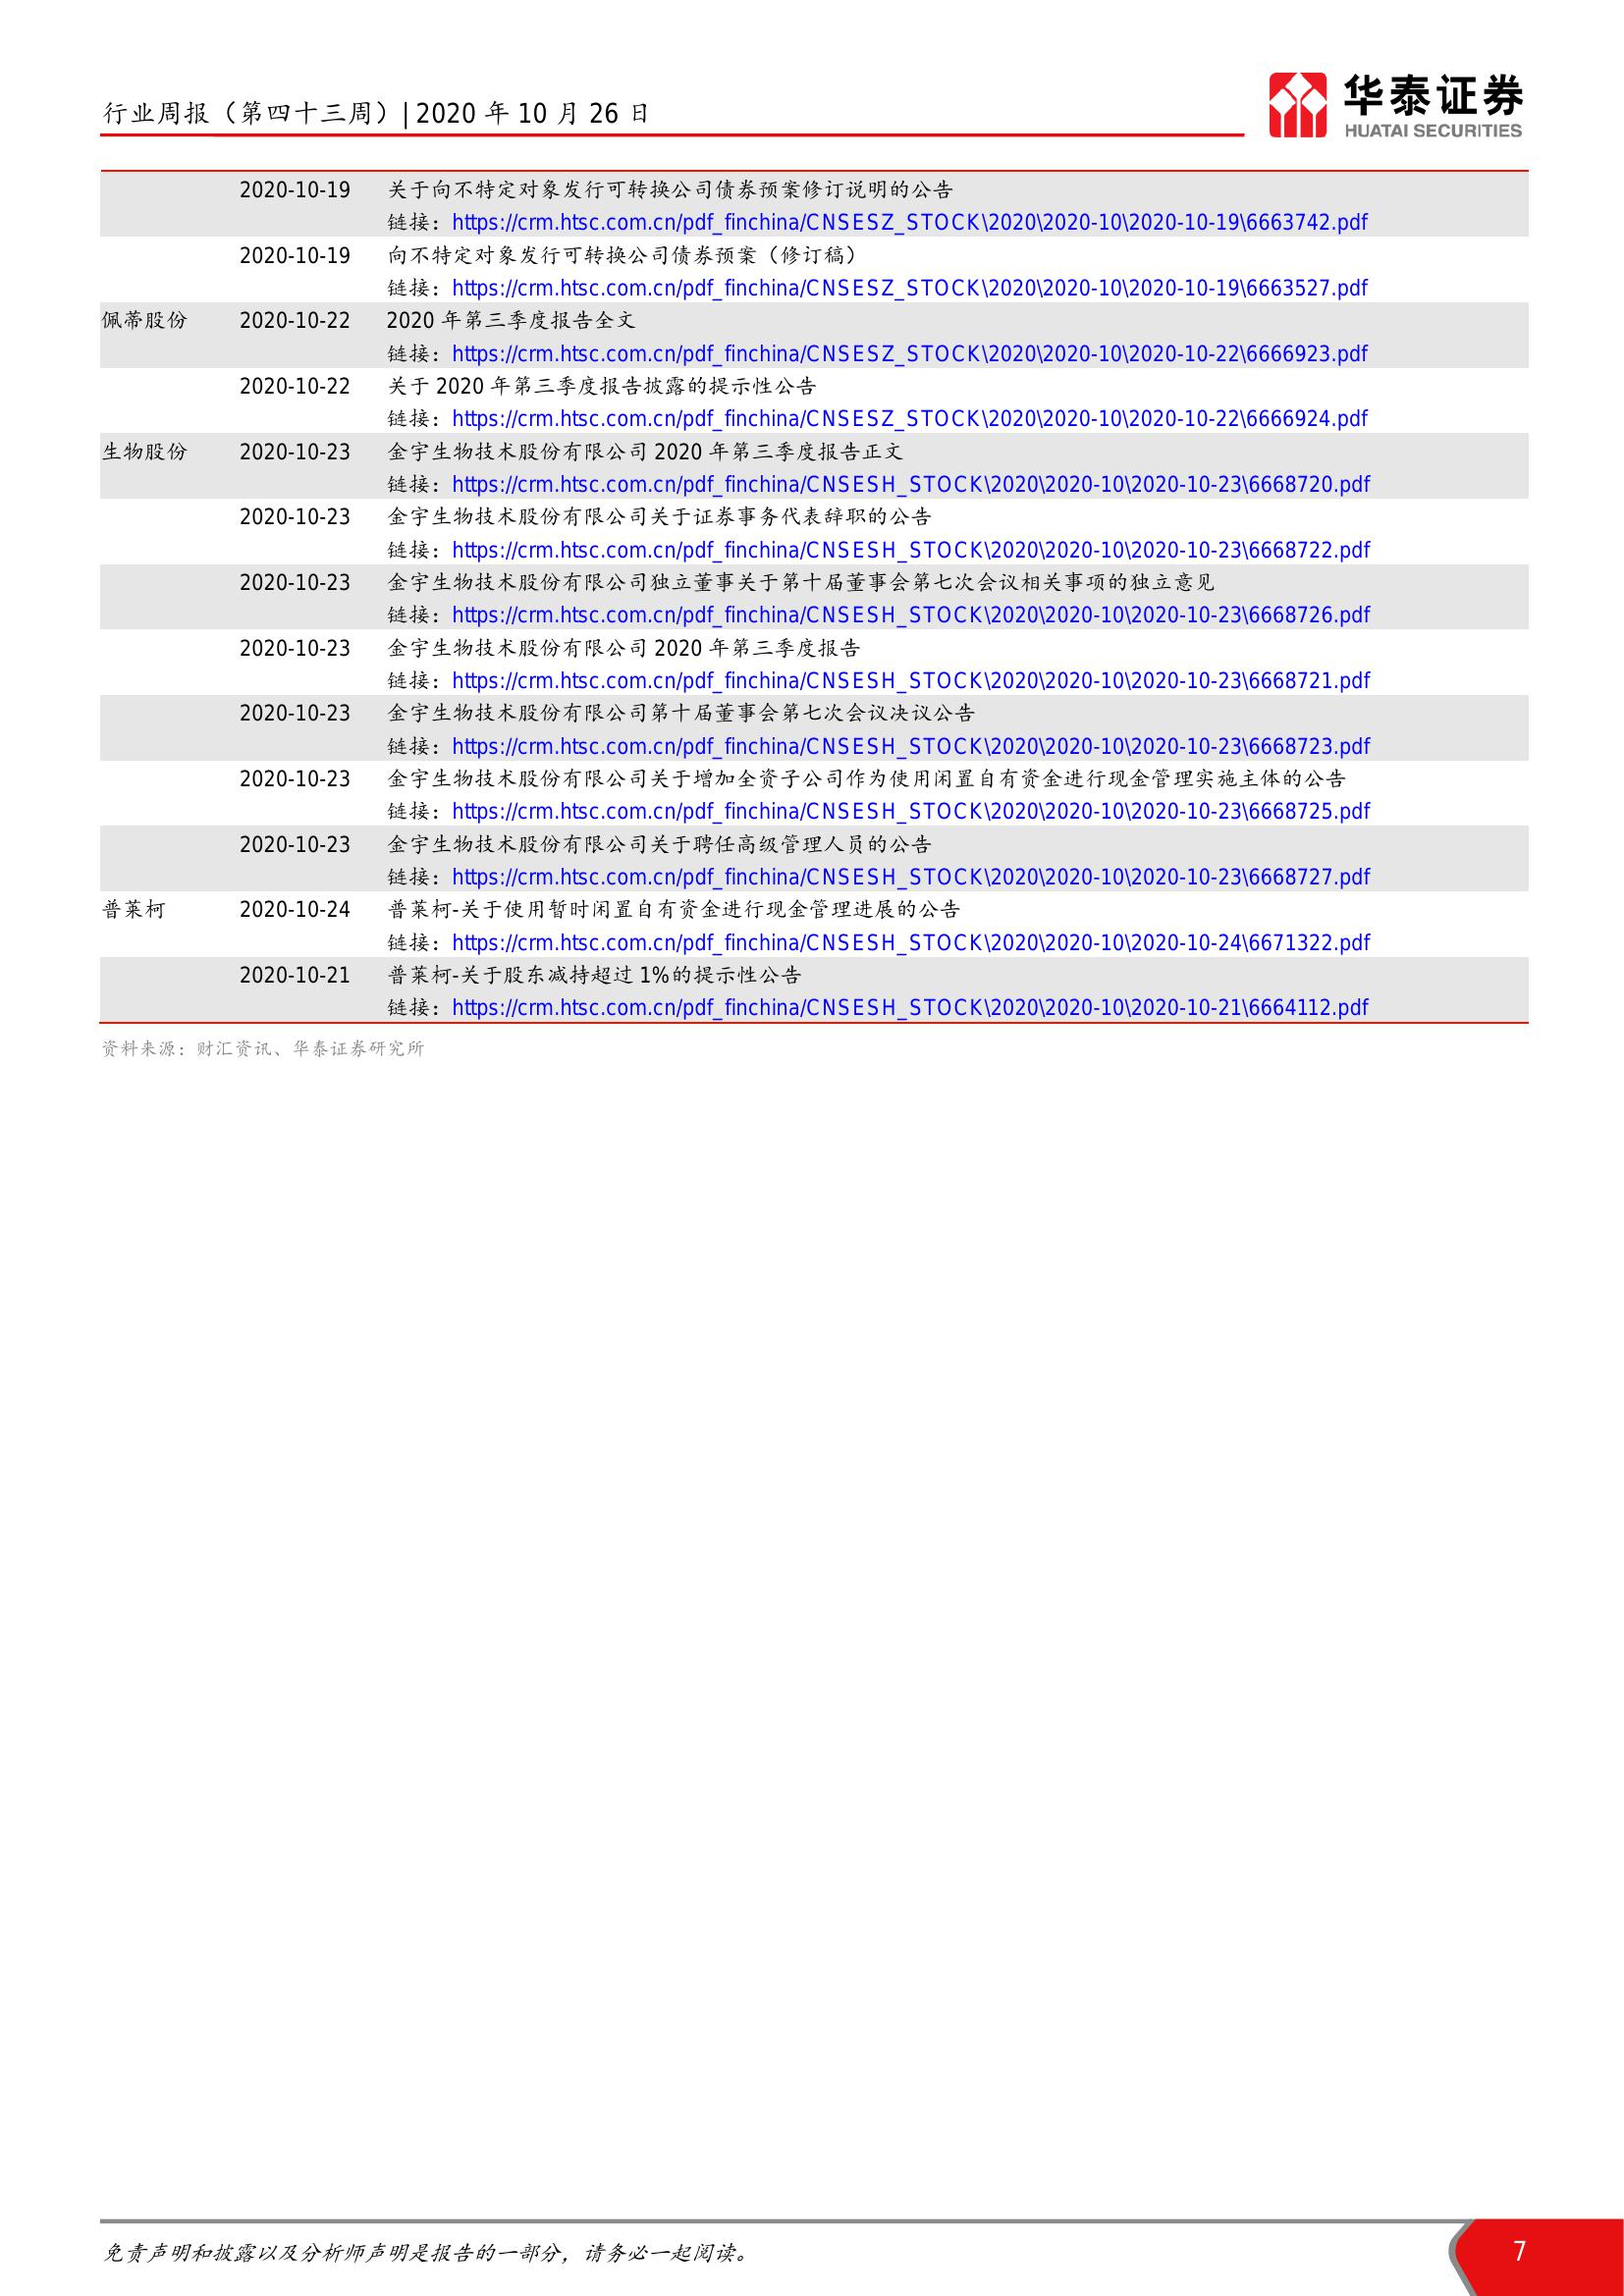 行业周报（第四十三周）| 2020 年 10 月 26 日
华泰证券
HUATAI SECURITIES
2020-10-19 关于向不特定对象发行可转换公司债券预案修订说明的公告
链接：https://crm.htsc.com.cn/pdf_finchina/CNSESZ_STOCK\2020\2020-10\2020-10-19\6663742.pdf
2020-10-19 向不特定对象发行可转换公司债券预案（修订稿）
链接：https://crm.htsc.com.cn/pdf_finchina/CNSESZ_STOCK\2020\2020-10\2020-10-19\6663527.pdf
佩蒂股份 2020-10-22 2020 年第三季度报告全文
链接：https://crm.htsc.com.cn/pdf_finchina/CNSESZ_STOCK\2020\2020-10\2020-10-22\6666923.pdf
2020-10-22 关于 2020 年第三季度报告披露的提示性公告
链接：https://crm.htsc.com.cn/pdf_finchina/CNSESZ_STOCK\2020\2020-10\2020-10-22\6666924.pdf
生物股份 2020-10-23 金宇生物技术股份有限公司 2020 年第三季度报告正文
链接：https://crm.htsc.com.cn/pdf_finchina/CNSESH_STOCK\2020\2020-10\2020-10-23\6668720.pdf
2020-10-23 金宇生物技术股份有限公司关于证券事务代表辞职的公告
链接：https://crm.htsc.com.cn/pdf_finchina/CNSESH_STOCK\2020\2020-10\2020-10-23\6668722.pdf
2020-10-23 金宇生物技术股份有限公司独立董事关于第十届董事会第七次会议相关事项的独立意见
链接：https://crm.htsc.com.cn/pdf_finchina/CNSESH_STOCK\2020\2020-10\2020-10-23\6668726.pdf
2020-10-23 金宇生物技术股份有限公司 2020 年第三季度报告
链接：https://crm.htsc.com.cn/pdf_finchina/CNSESH_STOCK\2020\2020-10\2020-10-23\6668721.pdf
2020-10-23 金宇生物技术股份有限公司第十届董事会第七次会议决议公告
链接：https://crm.htsc.com.cn/pdf_finchina/CNSESH_STOCK\2020\2020-10\2020-10-23\6668723.pdf
2020-10-23 金宇生物技术股份有限公司关于增加全资子公司作为使用闲置自有资金进行现金管理实施主体的公告
链接：https://crm.htsc.com.cn/pdf_finchina/CNSESH_STOCK\2020\2020-10\2020-10-23\6668725.pdf
2020-10-23 金宇生物技术股份有限公司关于聘任高级管理人员的公告
链接：https://crm.htsc.com.cn/pdf_finchina/CNSESH_STOCK\2020\2020-10\2020-10-23\6668727.pdf
普莱柯 2020-10-24 普莱柯-关于使用暂时闲置自有资金进行现金管理进展的公告
链接：https://crm.htsc.com.cn/pdf_finchina/CNSESH_STOCK\2020\2020-10\2020-10-24\6671322.pdf
2020-10-21 普莱柯-关于股东减持超过 1%的提示性公告
链接：https://crm.htsc.com.cn/pdf_finchina/CNSESH_STOCK\2020\2020-10\2020-10-21\6664112.pdf
资料来源：财汇资讯、华泰证券研究所
免责声明和披露以及分析师声明是报告的一部分，请务必一起阅读。
7